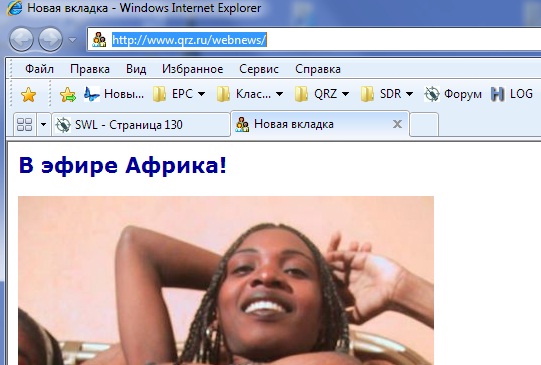 Новая вкладка - Windows Internet Explorer
http://www.qrz.ru/webnews/
Файл Правка Вид Избранное Сервис Справка
Новы... EPC Клас... QRZ SDR Форум LOG
SWL - Страница 130 Новая вкладка
В эфире Африка!